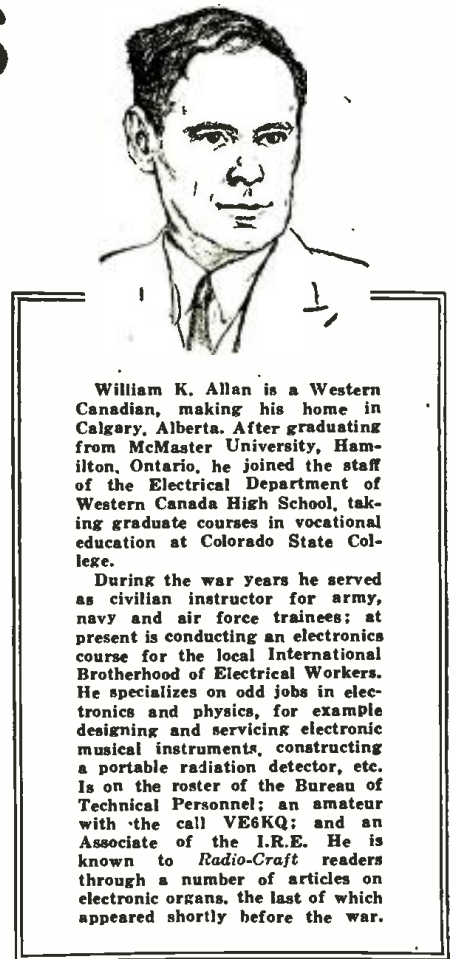 S
William K. Allan is a Western
Canadian, making his home in
Calgary, Alberta. After graduating
from McMaster University, Ham-
ilton, Ontario, he joined the staff
of the Electrical Department of
Western Canada High School, tak-
ing graduate courses in vocational
education at Colorado State Col-
lege.
During the war years he served
as civilian instructor for army,
navy and air force trainees; at
present is conducting an electronics
course for the local International
Brotherhood of Electrical Workers.
He specializes on odd jobs in elec-
tronics and physics, for example
designing and servicing electronic
musical instruments, constructing
a portable radiation detector, etc.
Is on the roster of the Bureau of
Technical Personnel; an amateur
with the call VE6KQ; and an
Associate of the I.R.E. He is
known to Radio-Craft readers
through a number of articles on
electronic organs, the last of which
appeared shortly before the war.